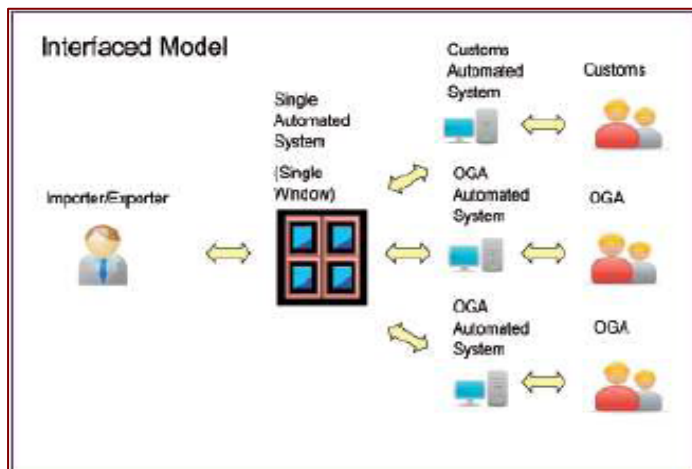 Interfaced Model
Customs
Automated
System
Customs
Single
Automated
System
(Single
Window)
Importer/Exporter
OGA
Automated
System
OGA
OGA
Automated
System
OGA